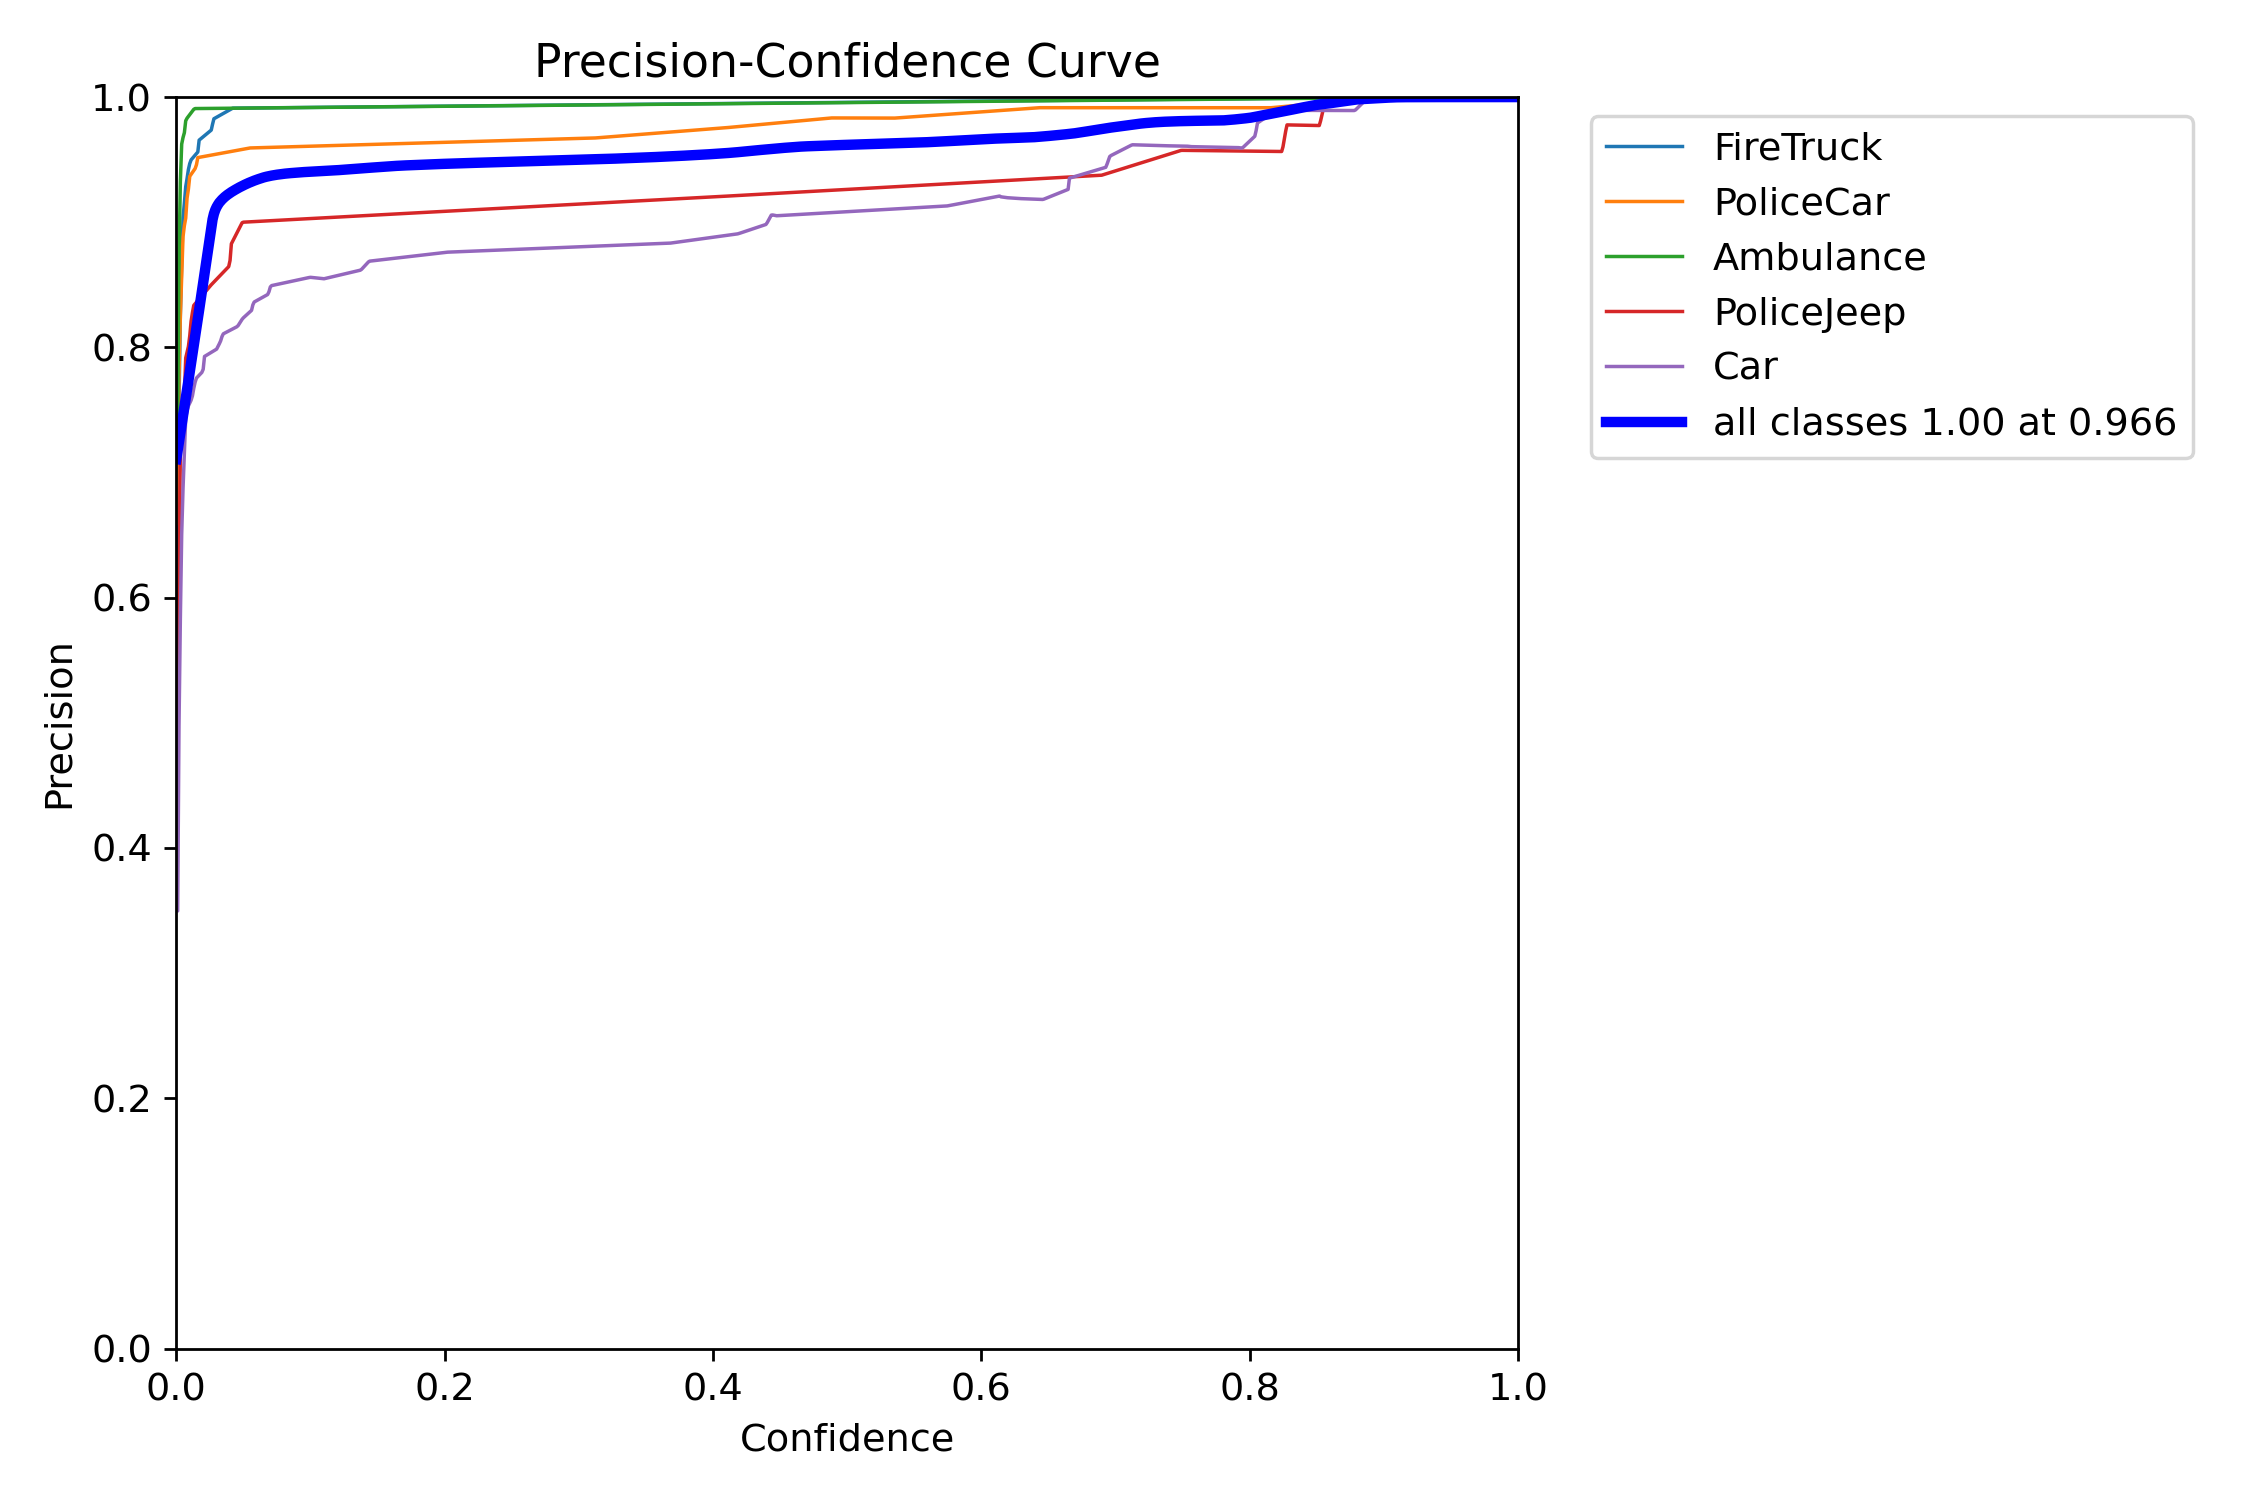 Precision-Confidence Curve
1.0
0.8
0.6
0.4
0.2
0.0
Precision
0.0 0.2 0.4 0.6 0.8 1.0
Confidence
FireTruck
PoliceCar
Ambulance
PoliceJeep
Car
all classes 1.00 at 0.966